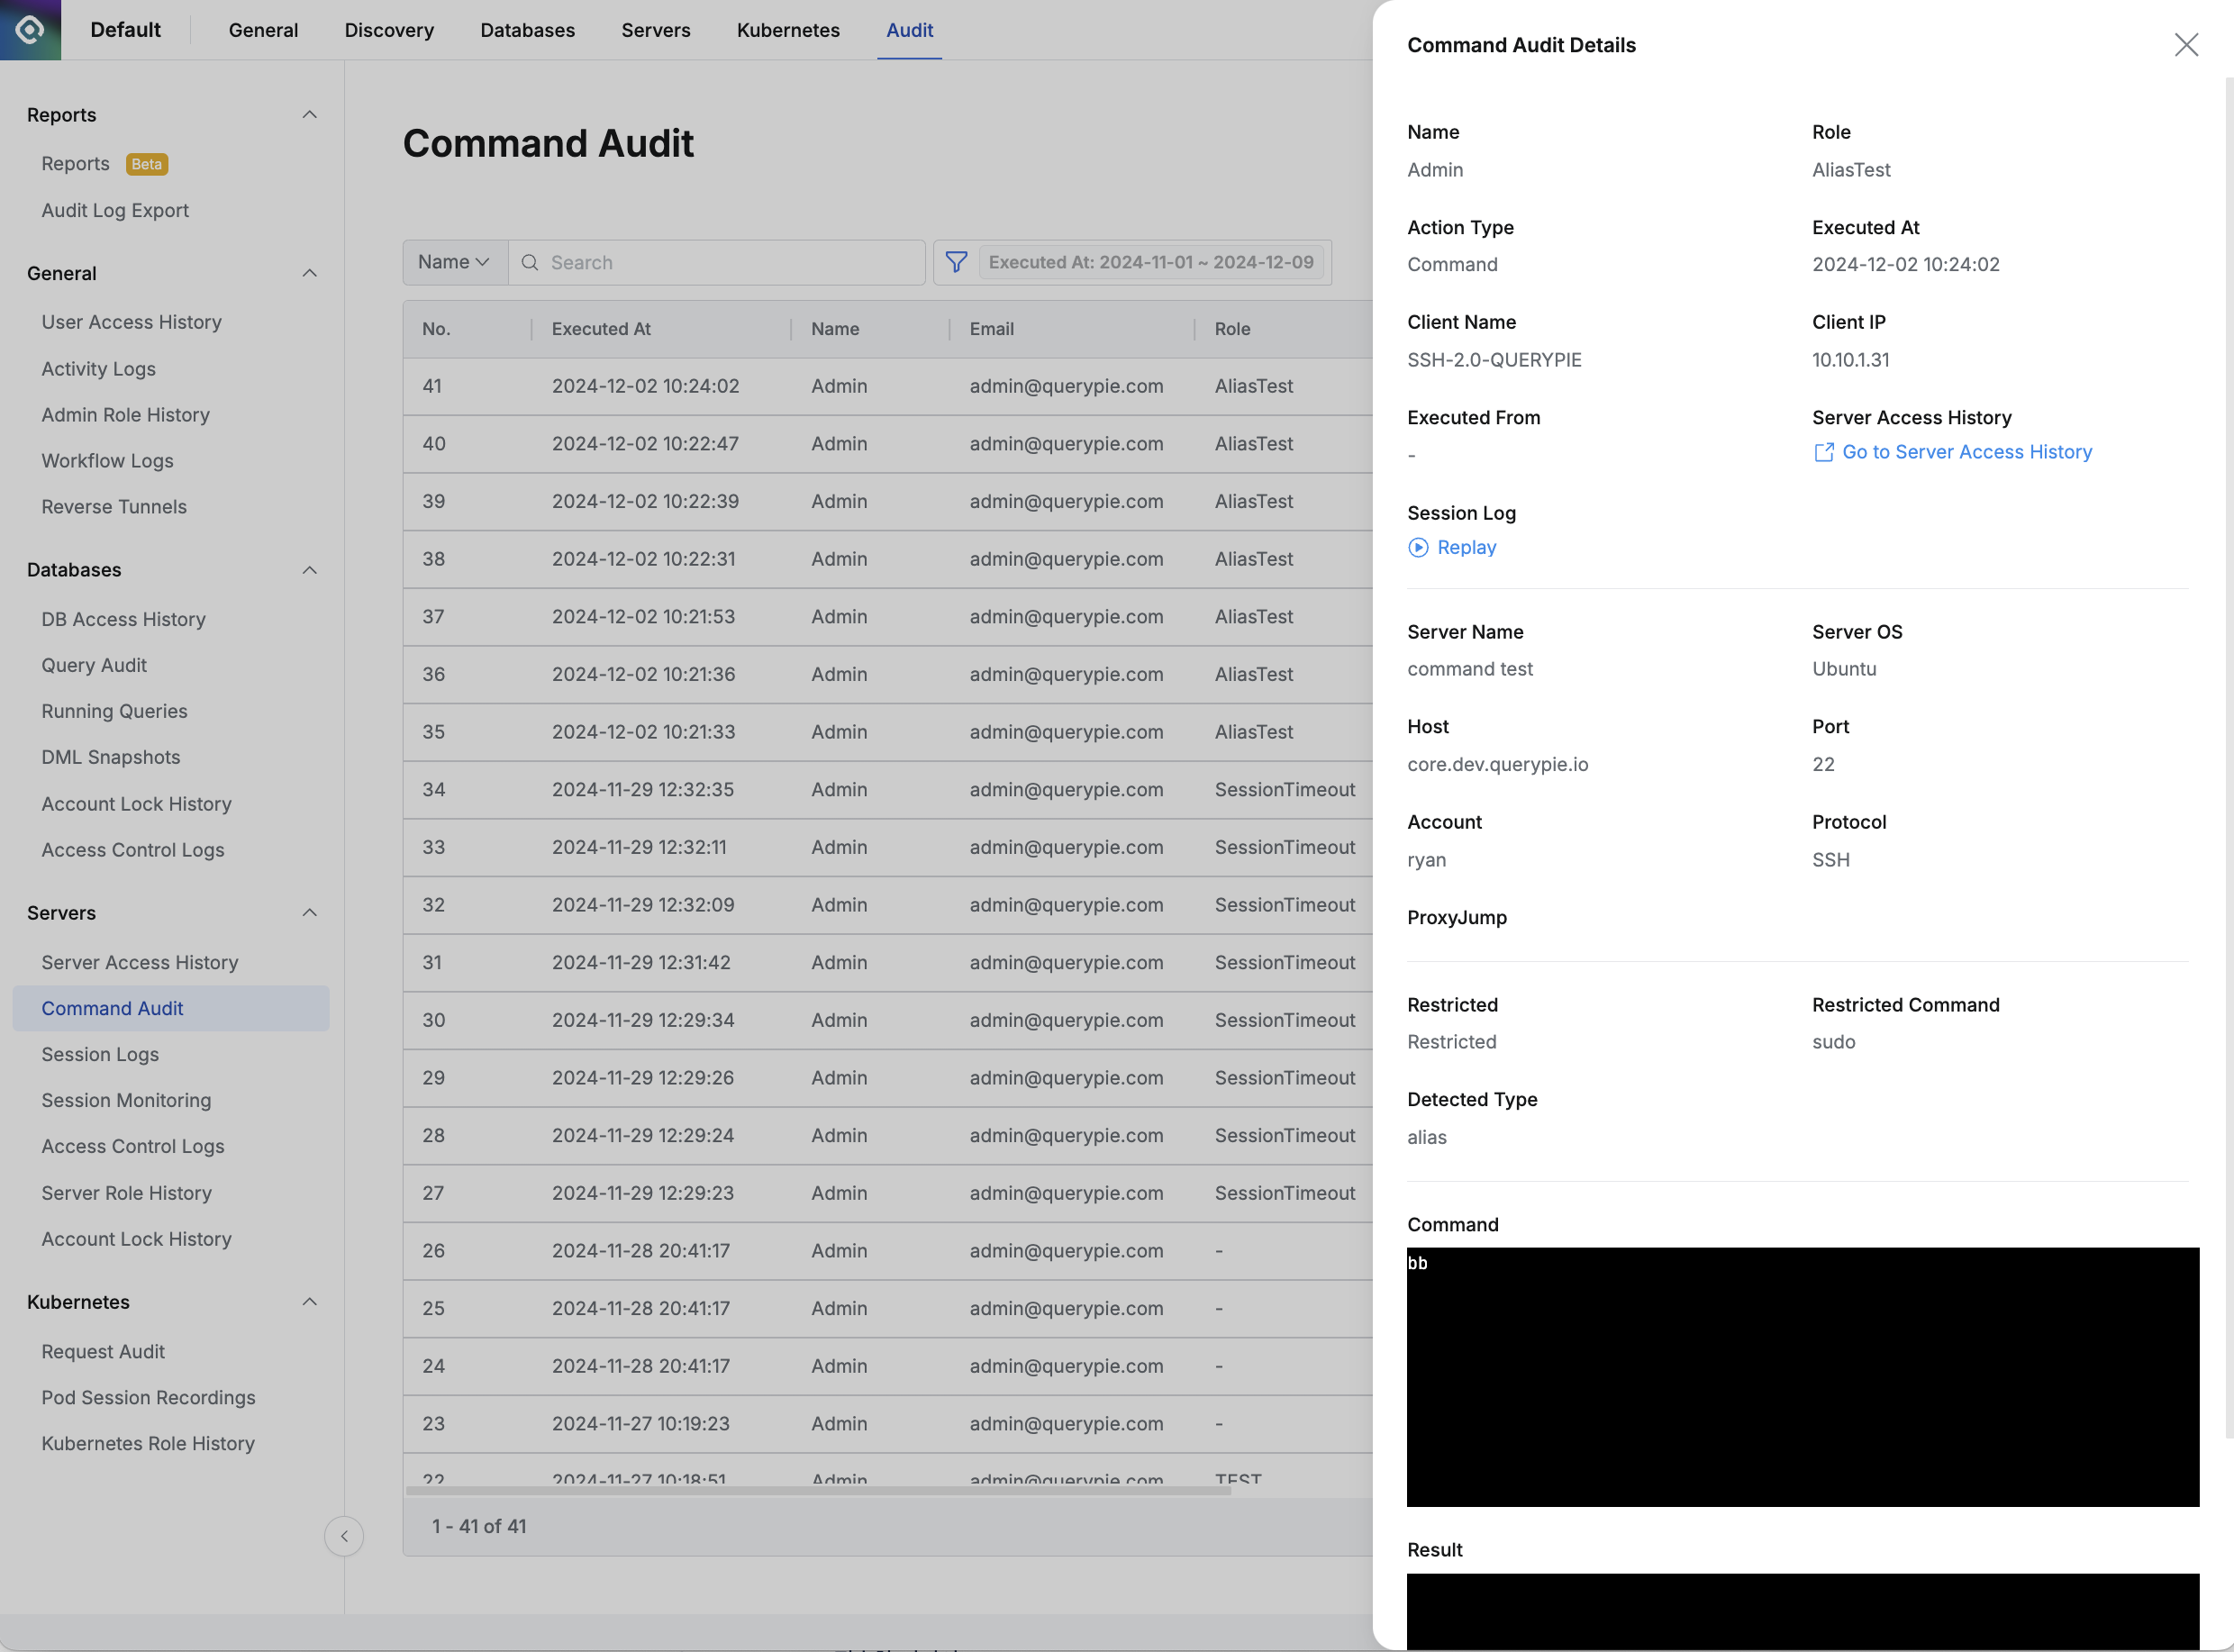 Default
General
Discovery
Databases
Servers
Kubernetes
Audit
Reports
Reports Beta
Audit Log Export
General
User Access History
Activity Logs
Admin Role History
Workflow Logs
Reverse Tunnels
Databases
DB Access History
Query Audit
Running Queries
DML Snapshots
Account Lock History
Access Control Logs
Servers
Server Access History
Command Audit
Session Logs
Session Monitoring
Access Control Logs
Server Role History
Account Lock History
Kubernetes
Request Audit
Pod Session Recordings
Kubernetes Role History
Command Audit
Name Search Executed At: 2024-11-01 ~ 2024-12-09
No. Executed At Name Email Role
41 2024-12-02 10:24:02 Admin admin@querypie.com AliasTest
40 2024-12-02 10:22:47 Admin admin@querypie.com AliasTest
39 2024-12-02 10:22:39 Admin admin@querypie.com AliasTest
38 2024-12-02 10:22:31 Admin admin@querypie.com AliasTest
37 2024-12-02 10:21:53 Admin admin@querypie.com AliasTest
36 2024-12-02 10:21:36 Admin admin@querypie.com AliasTest
35 2024-12-02 10:21:33 Admin admin@querypie.com AliasTest
34 2024-11-29 12:32:35 Admin admin@querypie.com SessionTimeout
33 2024-11-29 12:32:11 Admin admin@querypie.com SessionTimeout
32 2024-11-29 12:32:09 Admin admin@querypie.com SessionTimeout
31 2024-11-29 12:31:42 Admin admin@querypie.com SessionTimeout
30 2024-11-29 12:29:34 Admin admin@querypie.com SessionTimeout
29 2024-11-29 12:29:26 Admin admin@querypie.com SessionTimeout
28 2024-11-29 12:29:24 Admin admin@querypie.com SessionTimeout
27 2024-11-29 12:29:23 Admin admin@querypie.com SessionTimeout
26 2024-11-28 20:41:17 Admin admin@querypie.com -
25 2024-11-28 20:41:17 Admin admin@querypie.com -
24 2024-11-28 20:41:17 Admin admin@querypie.com -
23 2024-11-27 10:19:23 Admin admin@querypie.com -
22 2024-11-27 10:18:51 Admin admin@querypie.com TEST
1 - 41 of 41
Command Audit Details
Name Role
Admin AliasTest
Action Type Executed At
Command 2024-12-02 10:24:02
Client Name Client IP
SSH-2.0-QUERYPIE 10.10.1.31
Executed From Server Access History
- Go to Server Access History
Session Log
Replay
Server Name Server OS
command test Ubuntu
Host Port
core.dev.querypie.io 22
Account Protocol
ryan SSH
ProxyJump
Restricted Restricted Command
Restricted sudo
Detected Type
alias
Command
bb
Result